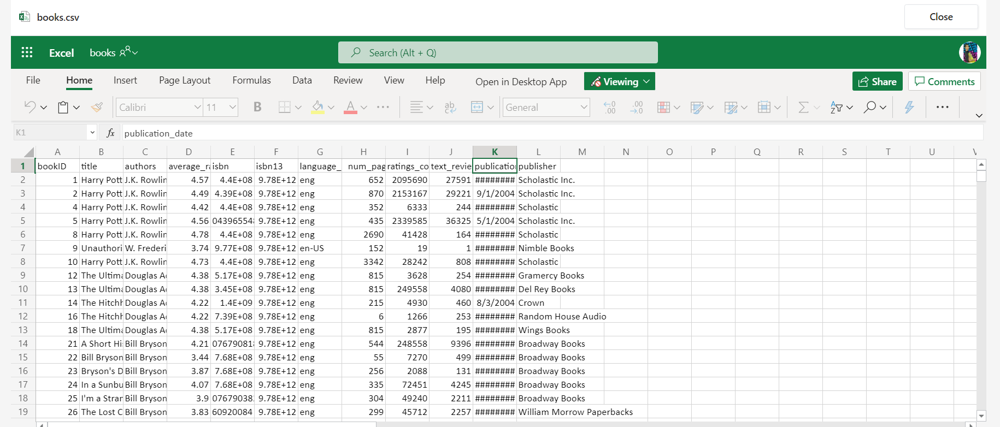 books.csv
Close
Excel books Search (Alt + Q)
File Home Insert Page Layout Formulas Data Review View Help Open in Desktop App Viewing Share Comments
Calibri 11 B A ab General
K1 fx publication_date
A B C D E F G H I J K L M N O P Q R S T U V
1 bookID title authors average_ra isbn isbn13 language_ num_pag ratings_co text_revie publication publisher
2 1 Harry Pott J.K. Rowlin 4.57 4.4E+08 9.78E+12 eng 652 2095690 27591 ######## Scholastic Inc.
3 2 Harry Pott J.K. Rowlin 4.49 4.39E+08 9.78E+12 eng 870 2153167 29221 9/1/2004 Scholastic Inc.
4 4 Harry Pott J.K. Rowlin 4.42 4.4E+08 9.78E+12 eng 352 6333 244 ######## Scholastic
5 5 Harry Pott J.K. Rowlin 4.56 043965548 9.78E+12 eng 435 2339585 36325 5/1/2004 Scholastic Inc.
6 8 Harry Pott J.K. Rowlin 4.78 4.4E+08 9.78E+12 eng 2690 41428 164 ######## Scholastic
7 9 Unauthori W. Frederi 3.74 9.77E+08 9.78E+12 en-US 152 19 1 ######## Nimble Books
8 10 Harry Pott J.K. Rowlin 4.73 4.4E+08 9.78E+12 eng 3342 28242 808 ######## Scholastic
9 12 The Ultima Douglas Ad 4.38 5.17E+08 9.78E+12 eng 815 3628 254 ######## Gramercy Books
10 13 The Ultima Douglas Ad 4.38 3.45E+08 9.78E+12 eng 815 249558 4080 ######## Del Rey Books
11 14 The Hitchh Douglas Ad 4.22 1.4E+09 9.78E+12 eng 215 4930 460 8/3/2004 Crown
12 16 The Hitchh Douglas Ad 4.22 7.39E+08 9.78E+12 eng 6 1266 253 ######## Random House Audio
13 18 The Ultima Douglas Ad 4.38 5.17E+08 9.78E+12 eng 815 2877 195 ######## Wings Books
14 21 A Short His Bill Bryson 4.21 076790818 9.78E+12 eng 544 248558 9396 ######## Broadway Books
15 22 Bill Bryson Bill Bryson 3.44 7.68E+08 9.78E+12 eng 55 7270 499 ######## Broadway Books
16 23 Bryson's D Bill Bryson 3.87 7.68E+08 9.78E+12 eng 256 2088 131 ######## Broadway Books
17 24 In a Sunbu Bill Bryson 4.07 7.68E+08 9.78E+12 eng 335 72451 4245 ######## Broadway Books
18 25 I'm a Stran Bill Bryson 3.9 076790382 9.78E+12 eng 304 49240 2211 ######## Broadway Books
19 26 The Lost C Bill Bryson 3.83 60920084 9.78E+12 eng 299 45712 2257 ######## William Morrow Paperbacks